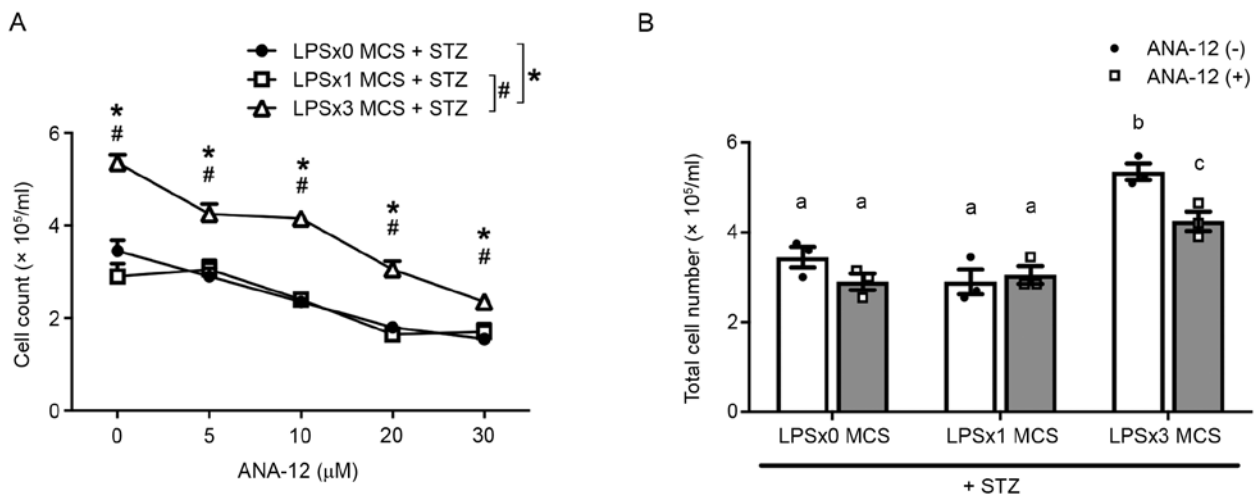 A
LPSx0 MCS + STZ
LPSx1 MCS + STZ
LPSx3 MCS + STZ
#
*
*
#
*
#
*
#
*
#
*
#
Cell count (× 10⁵/ml)
6
4
2
0
0 5 10 20 30
ANA-12 (μM)
B
ANA-12 (-)
ANA-12 (+)
Total cell number (× 10⁵/ml)
6
4
2
0
a a a a b c
LPSx0 MCS LPSx1 MCS LPSx3 MCS
+ STZ